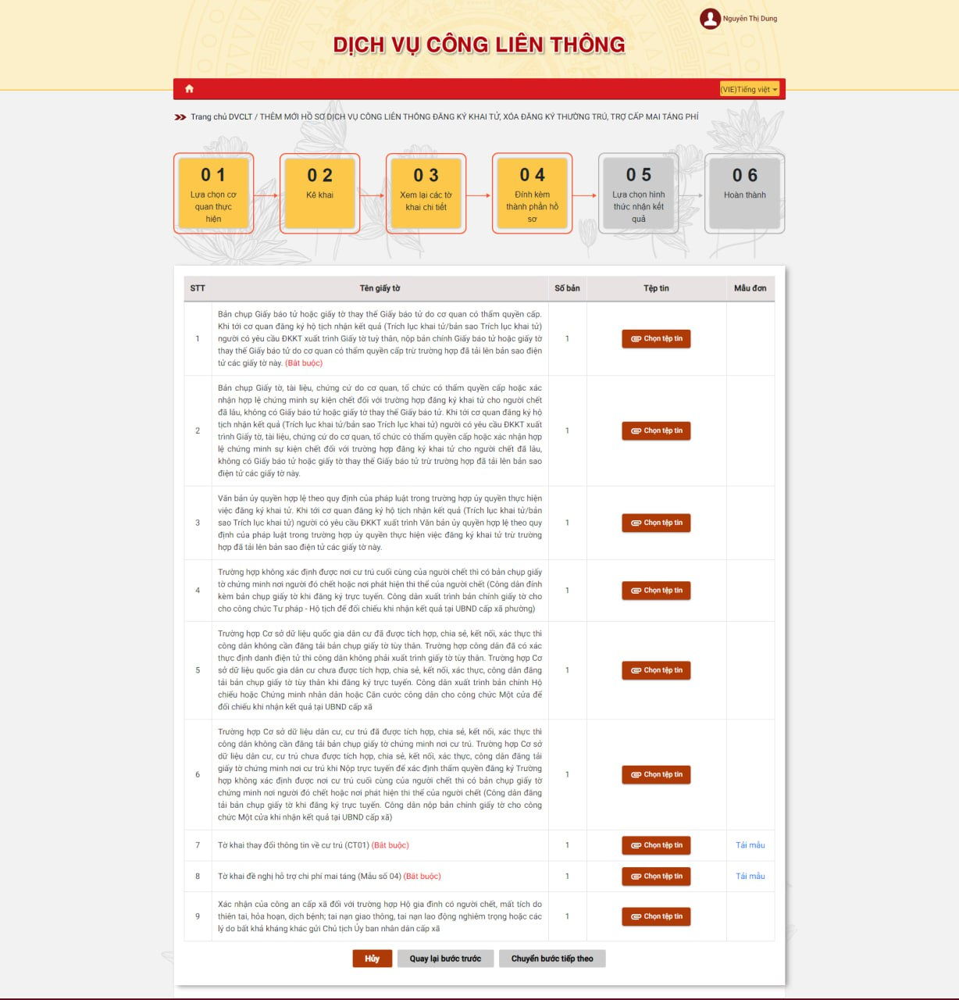 Nguyễn Thị Dung
DỊCH VỤ CÔNG LIÊN THÔNG
(VIE)Tiếng việt
Trang chủ DVCLT / THÊM MỚI HỒ SƠ DỊCH VỤ CÔNG LIÊN THÔNG ĐĂNG KÝ KHAI TỬ, XÓA ĐĂNG KÝ THƯỜNG TRÚ, TRỢ CẤP MAI TÁNG PHÍ
0 1
Lựa chọn cơ
quan thực
hiện
0 2
Kê khai
0 3
Xem lại các tờ
khai chi tiết
0 4
Đính kèm
thành phần hồ
sơ
0 5
Lựa chọn hình
thức nhận kết
quả
0 6
Hoàn thành
STT Tên giấy tờ Số bản Tệp tin Mẫu đơn
1
Bản chụp Giấy báo tử hoặc giấy tờ thay thế Giấy báo tử do cơ quan có thẩm quyền cấp.
Khi tới cơ quan đăng ký hộ tịch nhận kết quả (Trích lục khai tử/bản sao Trích lục khai tử)
người có yêu cầu ĐKKT xuất trình Giấy tờ tuỳ thân, nộp bản chính Giấy báo tử hoặc giấy tờ
thay thế Giấy báo tử do cơ quan có thẩm quyền cấp trừ trường hợp đã tải lên bản sao điện
tử các giấy tờ này. (Bắt buộc)
1
Chọn tệp tin
2
Bản chụp Giấy tờ, tài liệu, chứng cứ do cơ quan, tổ chức có thẩm quyền cấp hoặc xác
nhận hợp lệ chứng minh sự kiện chết đối với trường hợp đăng ký khai tử cho người chết
đã lâu, không có Giấy báo tử hoặc giấy tờ thay thế Giấy báo tử. Khi tới cơ quan đăng ký hộ
tịch nhận kết quả (Trích lục khai tử/bản sao Trích lục khai tử) người có yêu cầu ĐKKT xuất
trình Giấy tờ, tài liệu, chứng cứ do cơ quan, tổ chức có thẩm quyền cấp hoặc xác nhận hợp
lệ chứng minh sự kiện chết đối với trường hợp đăng ký khai tử cho người chết đã lâu,
không có Giấy báo tử hoặc giấy tờ thay thế Giấy báo tử trừ trường hợp đã tải lên bản sao
điện tử các giấy tờ này.
1
Chọn tệp tin
3
Văn bản ủy quyền hợp lệ theo quy định của pháp luật trong trường hợp ủy quyền thực hiện
việc đăng ký khai tử. Khi tới cơ quan đăng ký hộ tịch nhận kết quả (Trích lục khai tử/bản
sao Trích lục khai tử) người có yêu cầu ĐKKT xuất trình Văn bản ủy quyền hợp lệ theo quy
định của pháp luật trong trường hợp ủy quyền thực hiện việc đăng ký khai tử trừ trường
hợp đã tải lên bản sao điện tử các giấy tờ này.
1
Chọn tệp tin
4
Trường hợp không xác định được nơi cư trú cuối cùng của người chết thì có bản chụp giấy
tờ chứng minh nơi người đó chết hoặc nơi phát hiện thi thể của người chết (Công dân đính
kèm bản chụp giấy tờ khi đăng ký trực tuyến. Công dân xuất trình bản chính giấy tờ cho
cho công chức Tư pháp - Hộ tịch để đối chiếu khi nhận kết quả tại UBND cấp xã phường)
1
Chọn tệp tin
5
Trường hợp Cơ sở dữ liệu quốc gia dân cư đã được tích hợp, chia sẻ, kết nối, xác thực thì
công dân không cần đăng tải bản chụp giấy tờ tùy thân. Trường hợp công dân đã có xác
thực định danh điện tử thì công dân không phải xuất trình giấy tờ tùy thân. Trường hợp Cơ
sở dữ liệu quốc gia dân cư chưa được tích hợp, chia sẻ, kết nối, xác thực, công dân đăng
tải bản chụp giấy tờ tùy thân khi đăng ký trực tuyến. Công dân xuất trình bản chính Hộ
chiếu hoặc Chứng minh nhân dân hoặc Căn cước công dân cho công chức Một cửa để
đối chiếu khi nhận kết quả tại UBND cấp xã
1
Chọn tệp tin
6
Trường hợp Cơ sở dữ liệu dân cư, cư trú đã được tích hợp, chia sẻ, kết nối, xác thực thì
công dân không cần đăng tải bản chụp giấy tờ chứng minh nơi cư trú. Trường hợp Cơ sở
dữ liệu dân cư, cư trú chưa được tích hợp, chia sẻ, kết nối, xác thực, công dân đăng tải
giấy tờ chứng minh nơi cư trú khi Nộp trực tuyến để xác định thẩm quyền đăng ký Trường
hợp không xác định được nơi cư trú cuối cùng của người chết thì có bản chụp giấy tờ
chứng minh nơi người đó chết hoặc nơi phát hiện thi thể của người chết (Công dân đăng
tải bản chụp giấy tờ khi đăng ký trực tuyến. Công dân nộp bản chính giấy tờ cho công
chức Một cửa khi nhận kết quả tại UBND cấp xã)
1
Chọn tệp tin
7
Tờ khai thay đổi thông tin về cư trú (CT01) (Bắt buộc)
1
Chọn tệp tin
Tải mẫu
8
Tờ khai đề nghị hỗ trợ chi phí mai táng (Mẫu số 04) (Bắt buộc)
1
Chọn tệp tin
Tải mẫu
9
Xác nhận của công an cấp xã đối với trường hợp Hộ gia đình có người chết, mất tích do
thiên tai, hỏa hoạn, dịch bệnh; tai nạn giao thông, tai nạn lao động nghiêm trọng hoặc các
lý do bất khả kháng khác gửi Chủ tịch Ủy ban nhân dân cấp xã
1
Chọn tệp tin
Hủy
Quay lại bước trước
Chuyển bước tiếp theo